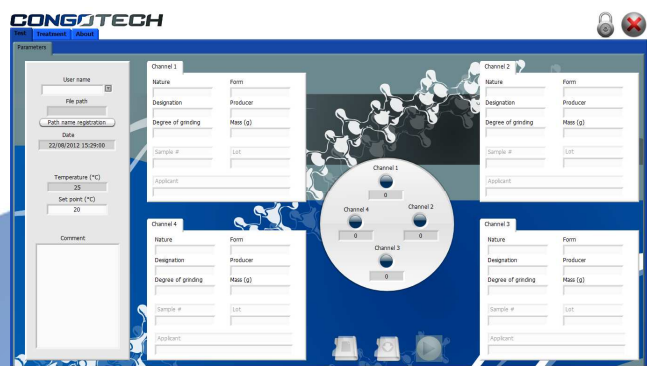 CONGOTECH
Test Treatment About
Parameters
User name
File path
Path name registration
Date
22/08/2012 15:29:00
Temperature (°C)
25
Set point (°C)
20
Comment
Channel 1
Nature Form
Designation Producer
Degree of grinding Mass (g)
Sample # Lot
Applicant
Channel 2
Nature Form
Designation Producer
Degree of grinding Mass (g)
Sample # Lot
Applicant
Channel 1
0
Channel 4 Channel 2
0 0
Channel 3
0
Channel 4
Nature Form
Designation Producer
Degree of grinding Mass (g)
Sample # Lot
Applicant
Channel 3
Nature Form
Designation Producer
Degree of grinding Mass (g)
Sample # Lot
Applicant